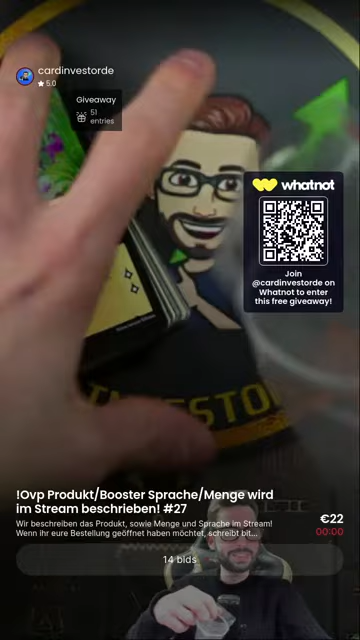 cardinvestorde
5.0
Giveaway
51
entries
whatnot
Join
@cardinvestorde on
Whatnot to enter
this free giveaway!
!Ovp Produkt/Booster Sprache/Menge wird
im Stream beschrieben! #27
€22
Wir beschreiben das Produkt, sowie Menge und Sprache im Stream!
00:00
Wenn ihr eure Bestellung geöffnet haben möchtet, schreibt bit...
14 bids